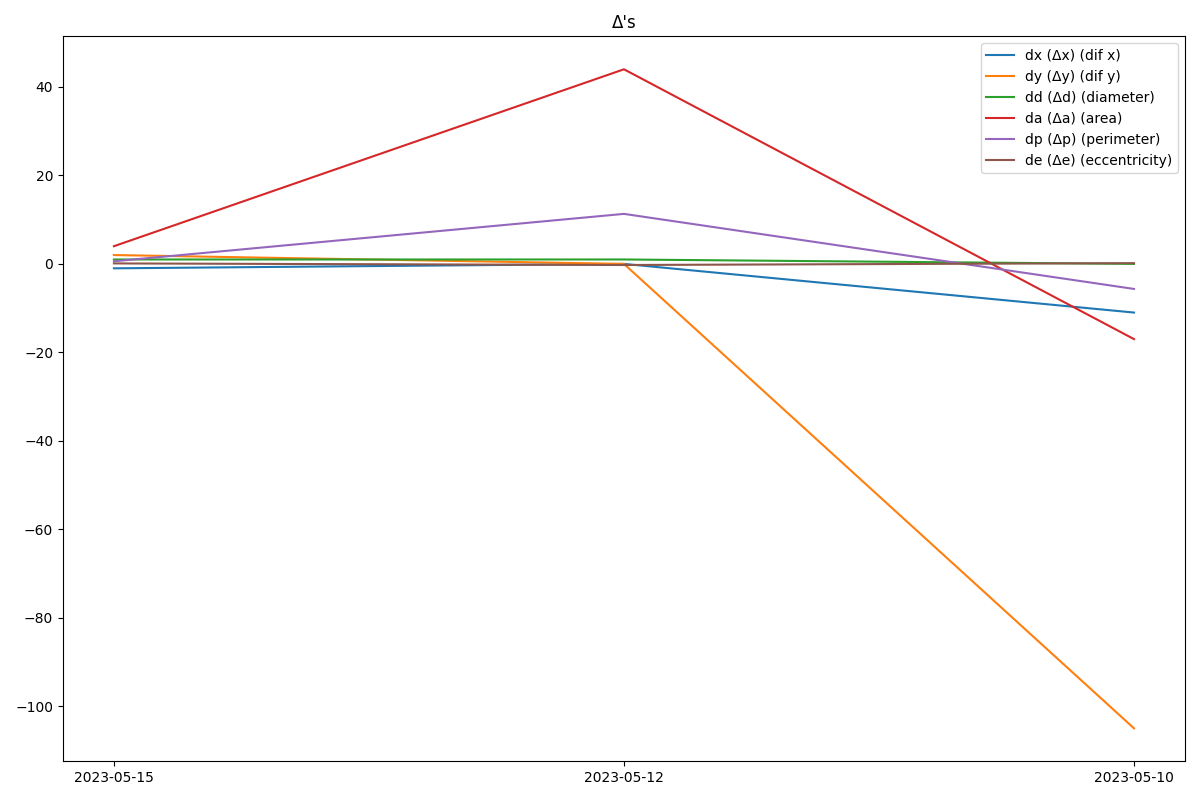 Δ's
dx (Δx) (dif x)
dy (Δy) (dif y)
dd (Δd) (diameter)
da (Δa) (area)
dp (Δp) (perimeter)
de (Δe) (eccentricity)
40
20
0
−20
−40
−60
−80
−100
2023-05-15
2023-05-12
2023-05-10